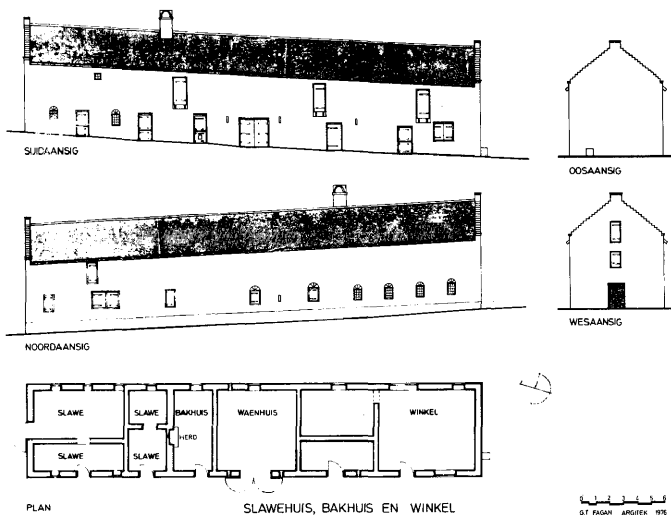 SUIDAANSIG
OOSAANSIG
NOORDAANSIG
WESAANSIG
SLAWE
SLAWE
BAKHUIS
WAENHUIS
WINKEL
HERD
SLAWE
SLAWE
PLAN
SLAWEHUIS, BAKHUIS EN WINKEL
0 1 2 3 4 5 6
G.T. FAGAN ARGITEK 1976